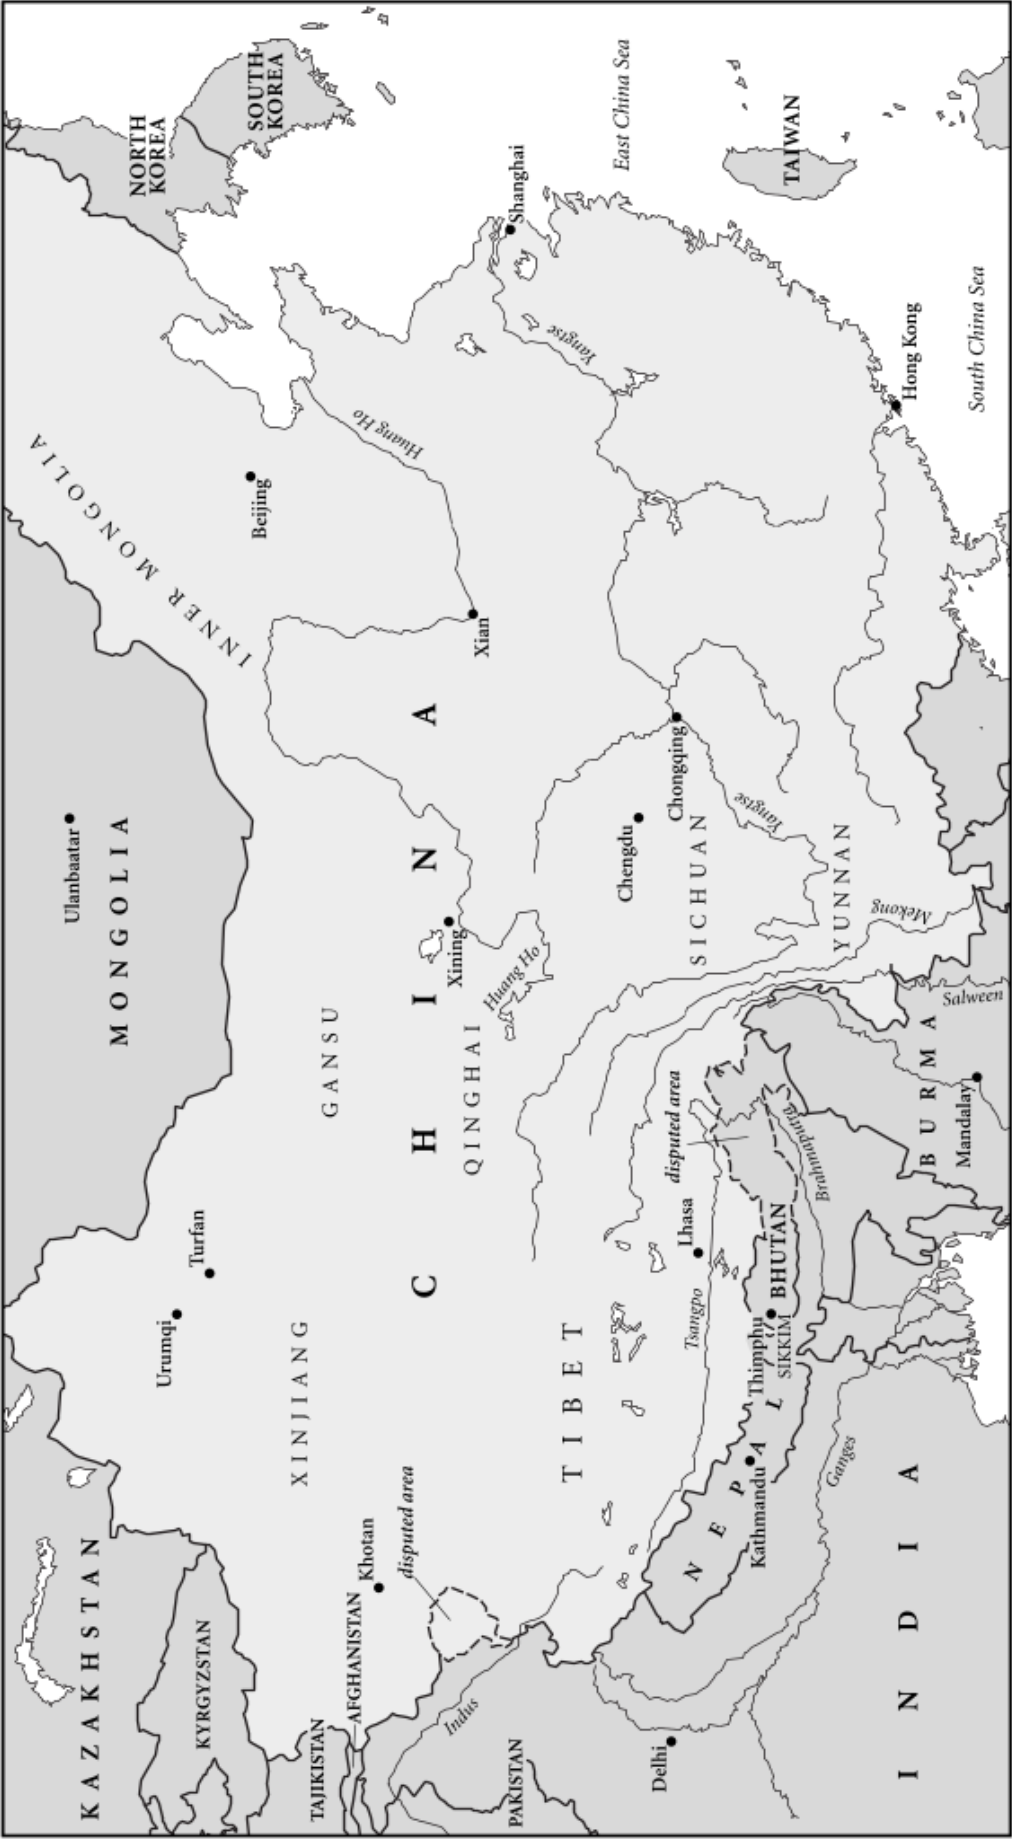 KAZAKHSTAN
KYRGYZSTAN
TAJIKISTAN
AFGHANISTAN
PAKISTAN
Indus
Khotan
disputed area
XINJIANG
Urumqi
Turfan
MONGOLIA
Ulanbaatar
INNER MONGOLIA
GANSU
CHINA
QINGHAI
Xining
Huang Ho
Xian
Huang Ho
Beijing
NORTH
KOREA
SOUTH
KOREA
Shanghai
East China Sea
Yangtse
TAIWAN
Hong Kong
South China Sea
TIBET
Lhasa
Tsangpo
disputed area
Chengdu
Chongqing
SICHUAN
Yangtse
YUNNAN
Mekong
Salween
BURMA
Mandalay
Brahmaputra
BHUTAN
Thimphu
SIKKIM
NEPAL
Kathmandu
Ganges
Delhi
INDIA